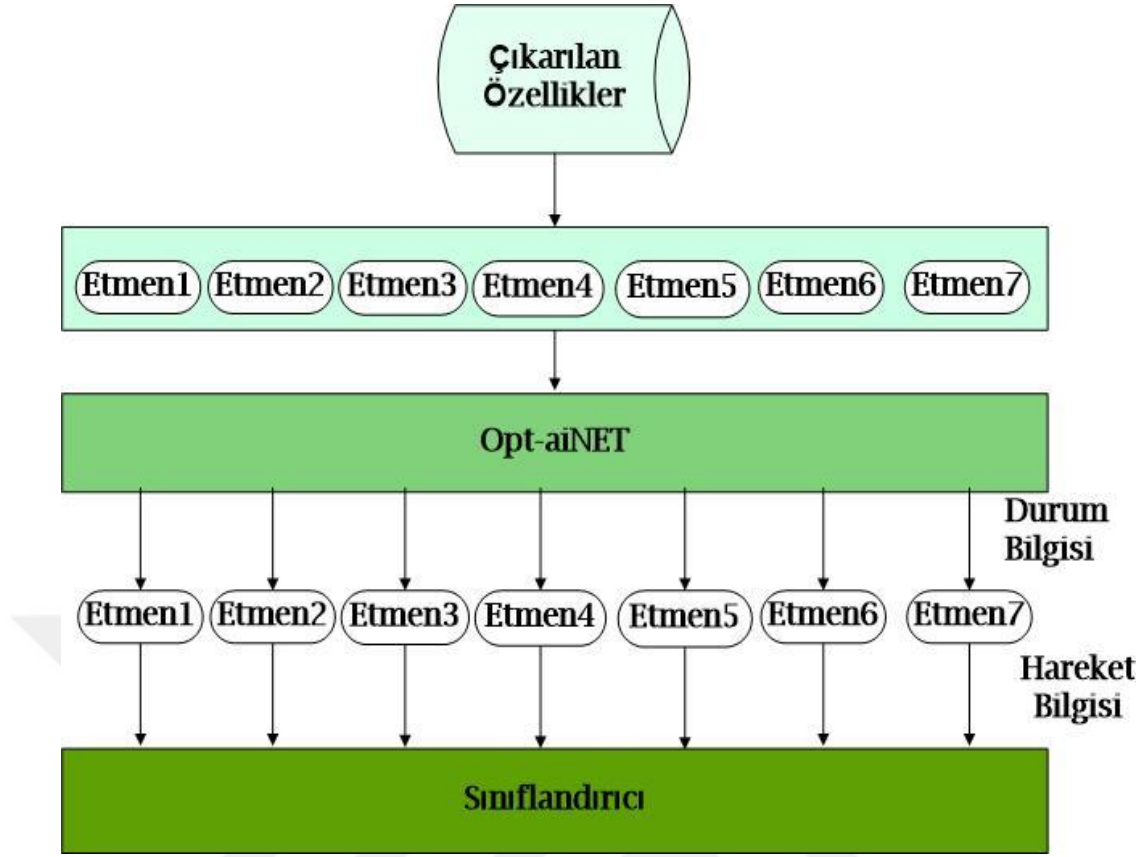 Çıkarılan
Özellikler
Etmen1 Etmen2 Etmen3 Etmen4 Etmen5 Etmen6 Etmen7
Opt-aiNET
Durum
Bilgisi
Etmen1 Etmen2 Etmen3 Etmen4 Etmen5 Etmen6 Etmen7
Hareket
Bilgisi
Sınıflandırıcı